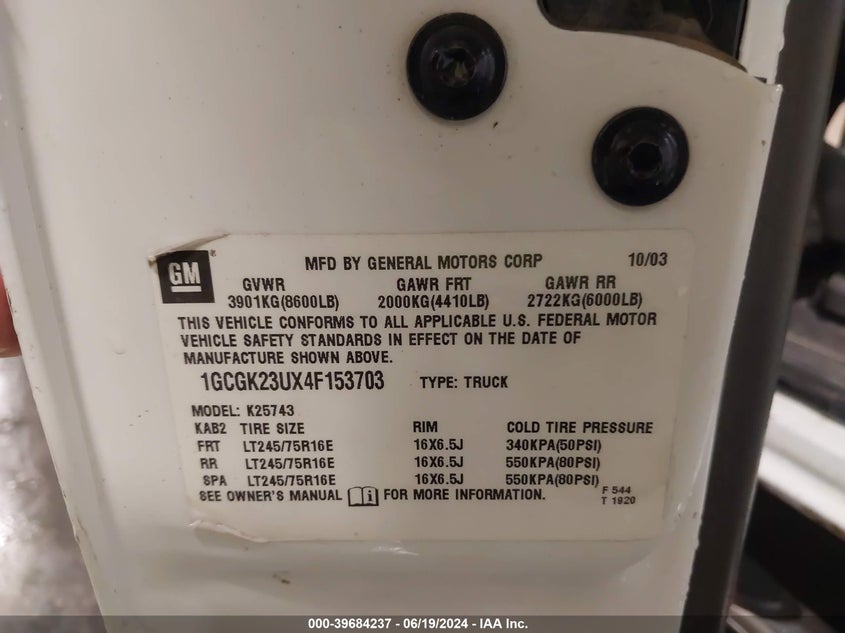 GM
MFD BY GENERAL MOTORS CORP 10/03
GVWR GAWR FRT GAWR RR
3901KG(8600LB) 2000KG(4410LB) 2722KG(6000LB)
THIS VEHICLE CONFORMS TO ALL APPLICABLE U.S. FEDERAL MOTOR
VEHICLE SAFETY STANDARDS IN EFFECT ON THE DATE OF
MANUFACTURE SHOWN ABOVE.
1GCGK23UX4F153703 TYPE: TRUCK
MODEL: K25743
KAB2 TIRE SIZE RIM COLD TIRE PRESSURE
FRT LT245/75R16E 16X6.5J 340KPA(50PSI)
RR LT245/75R16E 16X6.5J 550KPA(80PSI)
SPA LT245/75R16E 16X6.5J 550KPA(80PSI)
SEE OWNER'S MANUAL FOR MORE INFORMATION.
F 544
T 1920
000-39684237 - 06/19/2024 - IAA Inc.